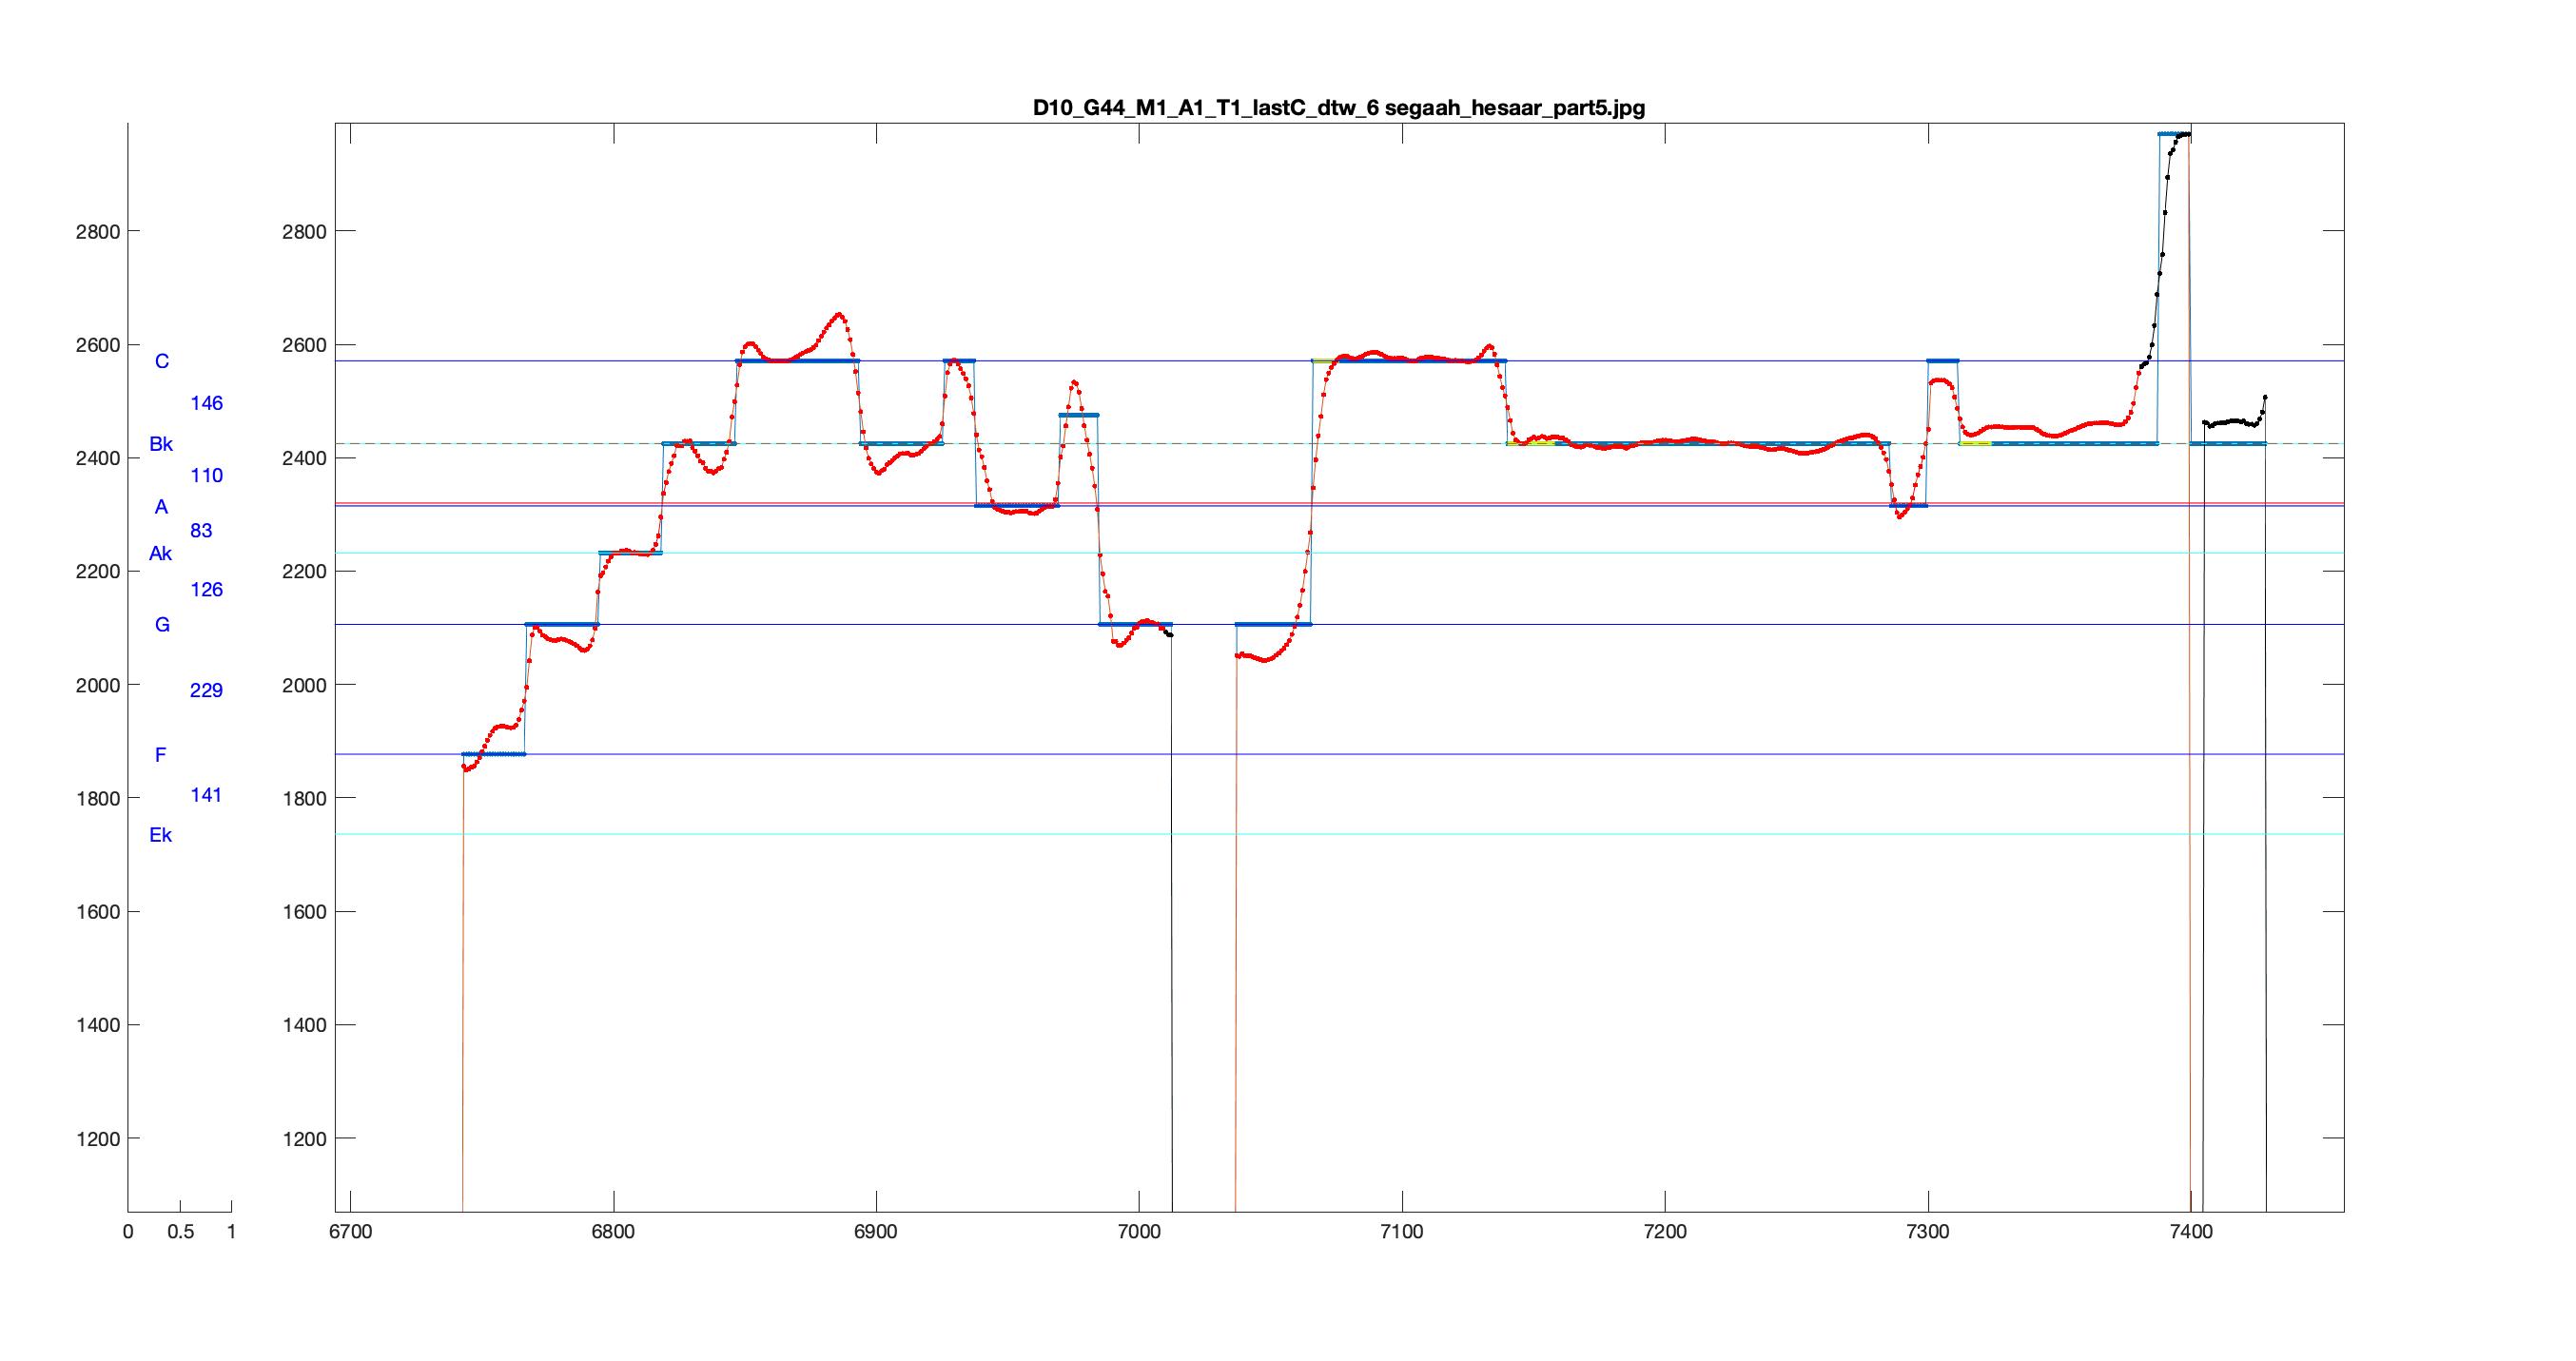 D10_G44_M1_A1_T1_lastC_dtw_6 segaah_hesaar_part5.jpg
2800 2800
2600 C 2600
146
Bk
2400 2400
110
A
83
Ak
2200 2200
126
G
2000 229 2000
F
1800 141 1800
Ek
1600 1600
1400 1400
1200 1200
0 0.5 1 6700 6800 6900 7000 7100 7200 7300 7400